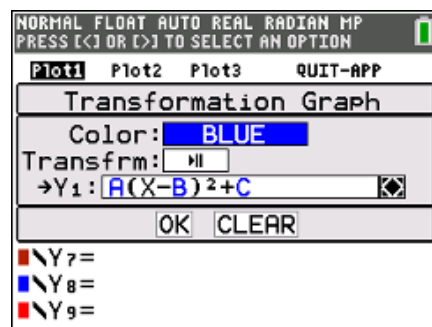 NORMAL FLOAT AUTO REAL RADIAN MP
PRESS [<] OR [>] TO SELECT AN OPTION
Plot1 Plot2 Plot3 QUIT-APP
Transformation Graph
Color: BLUE
Transfrm:
→Y₁: A(X-B)²+C
OK CLEAR
\Y₇=
\Y₈=
\Y₉=